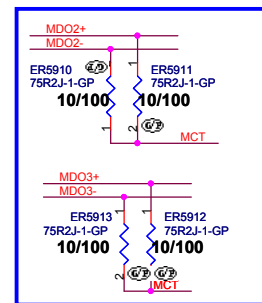 MDO2+
MDO2-
ER5910
75R2J-1-GP
10/100
ER5911
75R2J-1-GP
10/100
2
1
1
2
G/P
MCT
MDO3+
MDO3-
ER5913
75R2J-1-GP
10/100
ER5912
75R2J-1-GP
10/100
1
1
2
G/P
G/P
MCT